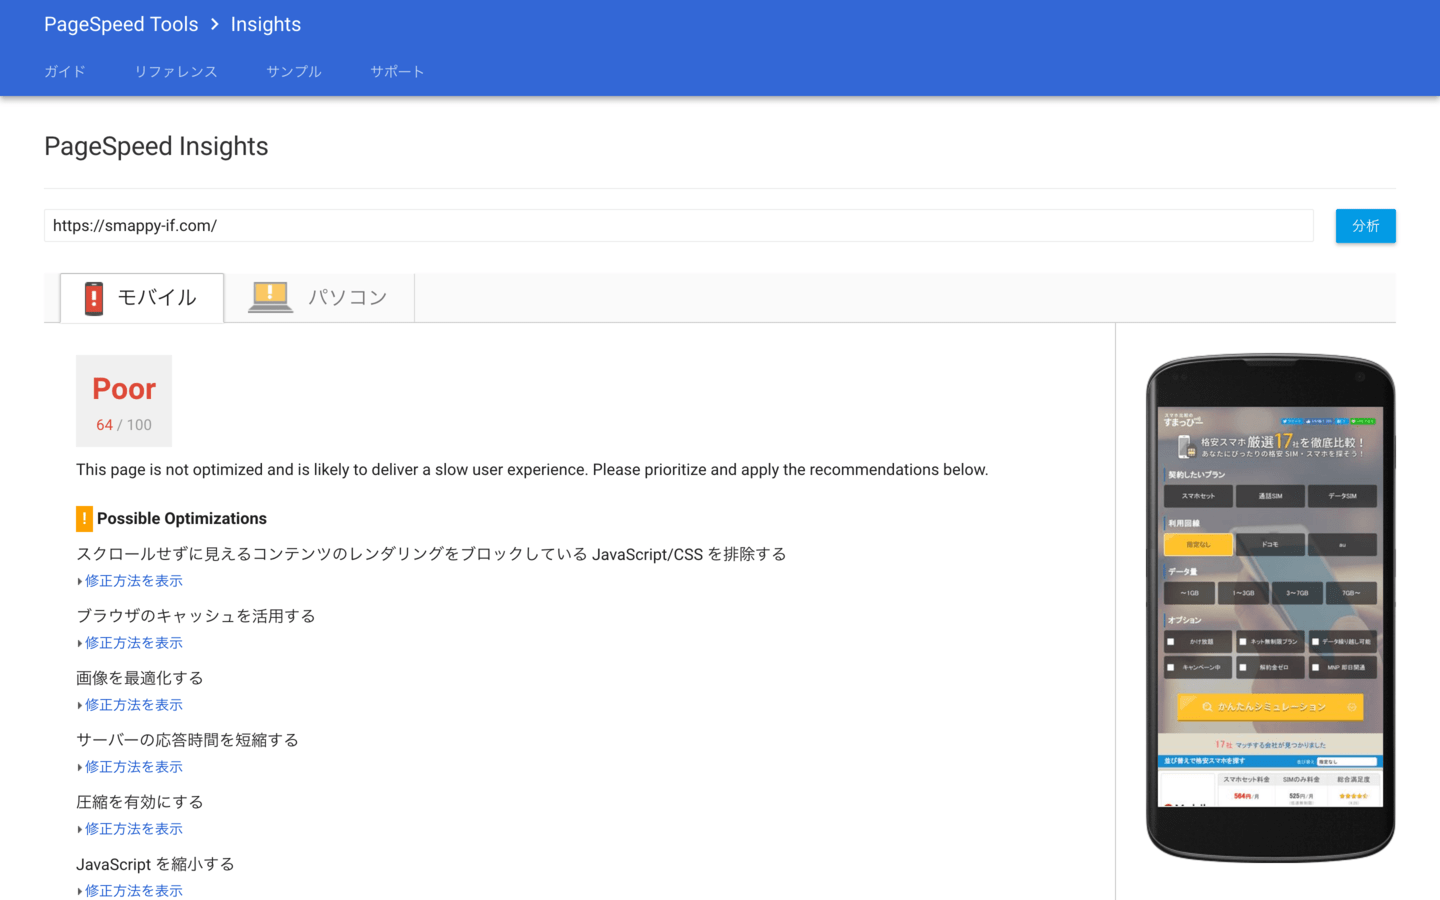 PageSpeed Tools > Insights
ガイド リファレンス サンプル サポート
PageSpeed Insights
https://smappy-if.com/ 分析
モバイル パソコン
Poor
64 / 100
This page is not optimized and is likely to deliver a slow user experience. Please prioritize and apply the recommendations below.
! Possible Optimizations
スクロールせずに見えるコンテンツのレンダリングをブロックしている JavaScript/CSS を排除する
修正方法を表示
ブラウザのキャッシュを活用する
修正方法を表示
画像を最適化する
修正方法を表示
サーバーの応答時間を短縮する
修正方法を表示
圧縮を有効にする
修正方法を表示
JavaScript を縮小する
修正方法を表示
すまっぴー
格安スマホ厳選17社を徹底比較！
あなたにぴったりの格安SIM・スマホを探そう！
契約したいプラン
スマホセット 通話SIM データSIM
利用回線
限定なし ドコモ au
データ量
〜1GB 1〜3GB 3〜7GB 7GB〜
オプション
かけ放題 ネット無制限プラン データ繰り越し可能
キャンペーン中 解約金ゼロ MNP 即日開通
かんたんシミュレーション
17社 マッチする会社が見つかりました
並び替えで格安スマホを探す 並び替え 指定なし
スマホセット料金 SIMのみ料金 総合満足度
564円/月 525円/月